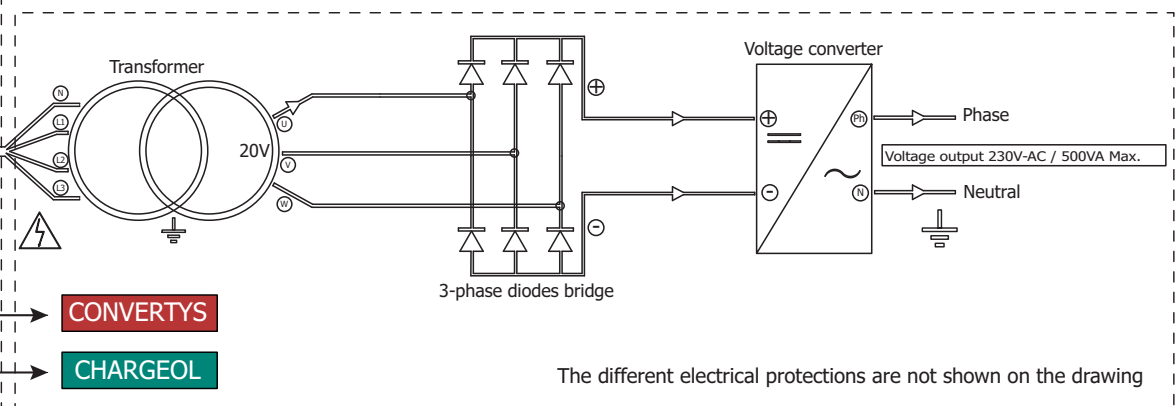 Transformer
Voltage converter
N
L1
L2
L3
20V
U
V
W
+
−
3-phase diodes bridge
+
−
Ph
N
Phase
Voltage output 230V-AC / 500VA Max.
Neutral
CONVERTYS
CHARGEOL
The different electrical protections are not shown on the drawing